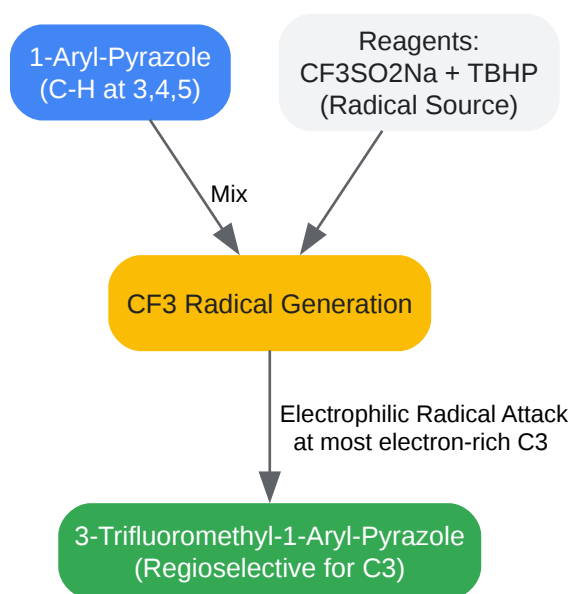 1-Aryl-Pyrazole
(C-H at 3,4,5)
Reagents:
CF3SO2Na + TBHP
(Radical Source)
Mix
CF3 Radical Generation
Electrophilic Radical Attack
at most electron-rich C3
3-Trifluoromethyl-1-Aryl-Pyrazole
(Regioselective for C3)